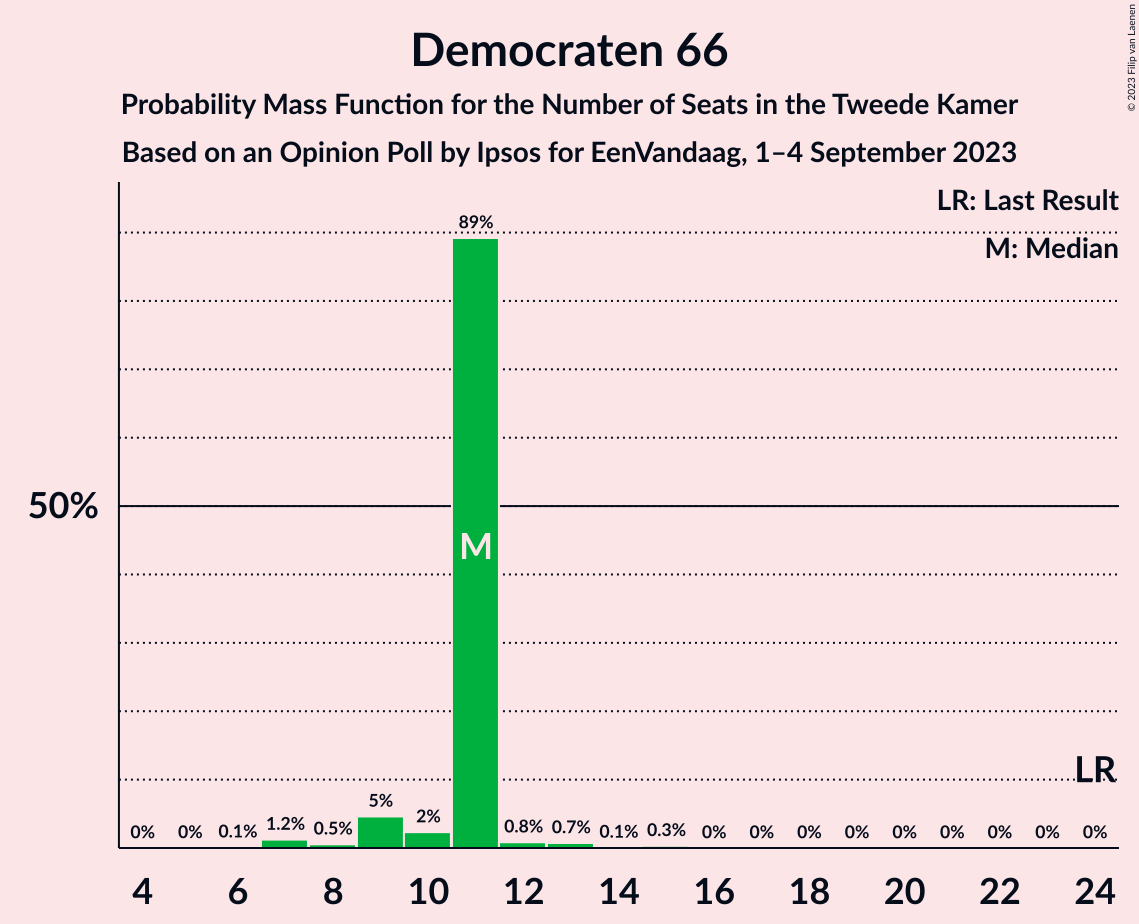 Democraten 66
Probability Mass Function for the Number of Seats in the Tweede Kamer
Based on an Opinion Poll by Ipsos for EenVandaag, 1–4 September 2023
© 2023 Filip van Laenen
LR: Last Result
M: Median
50%
0% 0% 0.1% 1.2% 0.5% 5% 2% 89% 0.8% 0.7% 0.1% 0.3% 0% 0% 0% 0% 0% 0% 0% 0% 0%
M
LR
4 6 8 10 12 14 16 18 20 22 24